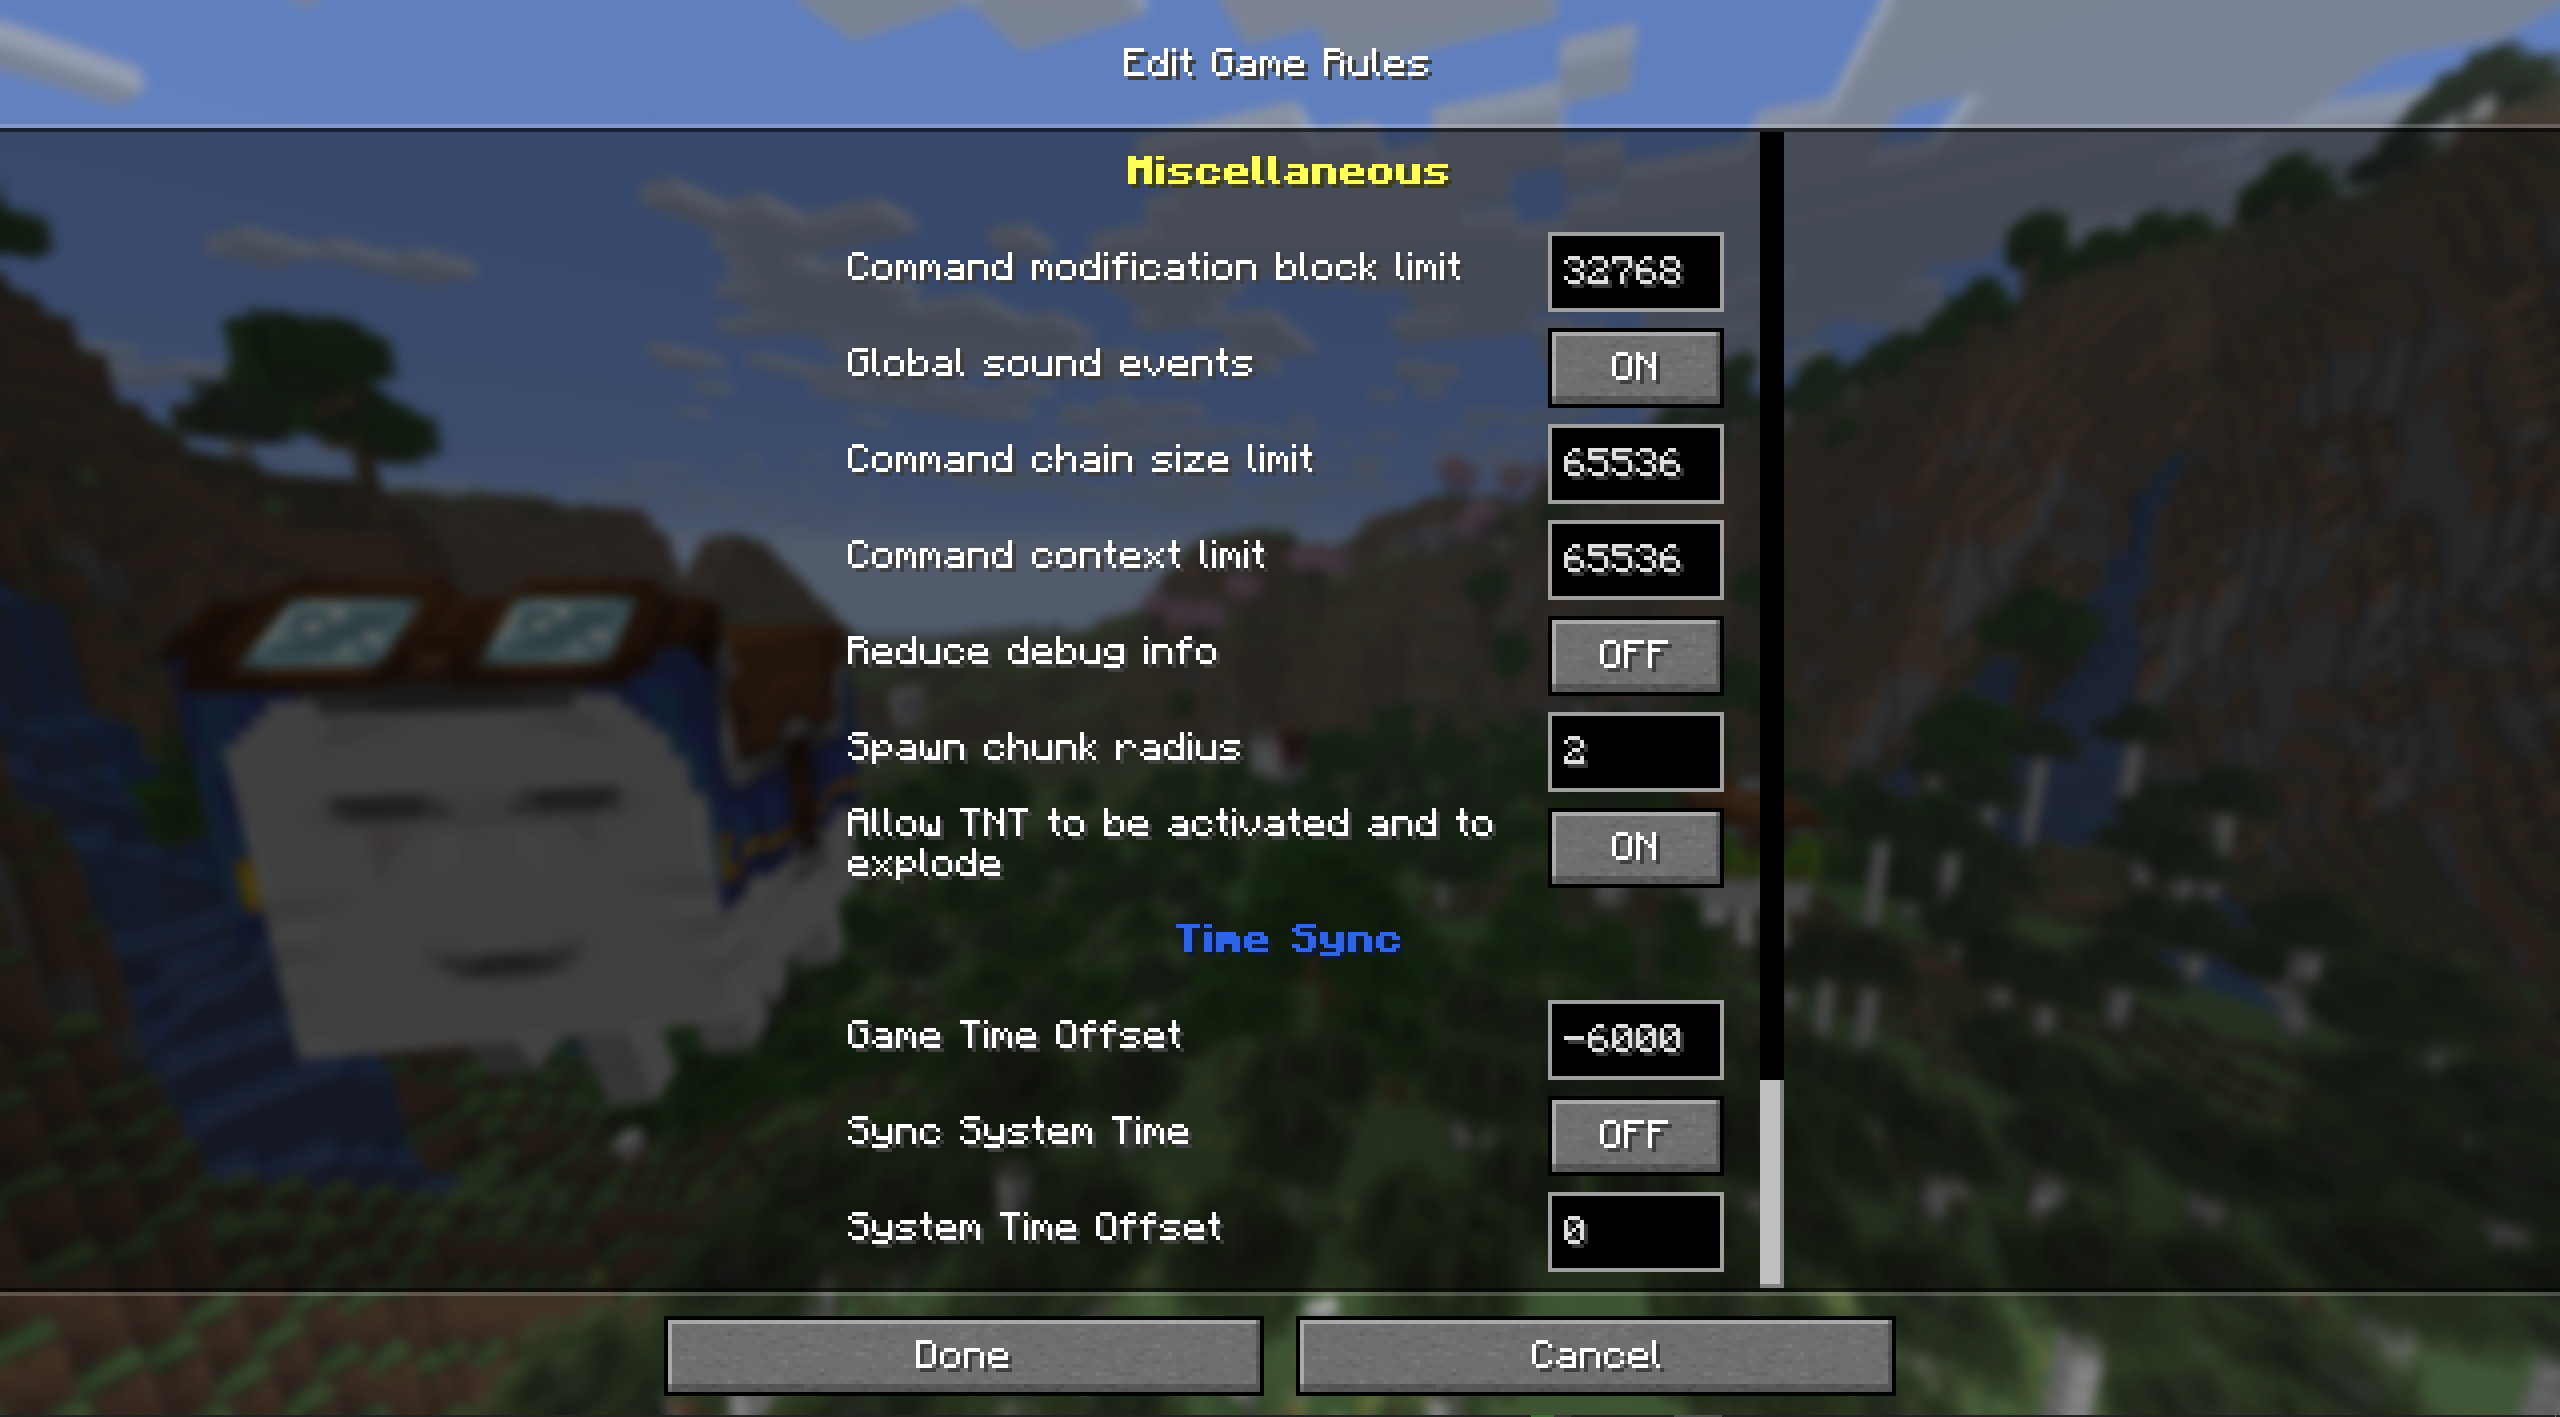 Edit Game Rules
Miscellaneous
Command modification block limit 32768
Global sound events ON
Command chain size limit 65536
Command context limit 65536
Reduce debug info OFF
Spawn chunk radius 2
Allow TNT to be activated and to
explode ON
Time Sync
Game Time Offset -6000
Sync System Time OFF
System Time Offset 0
Done Cancel